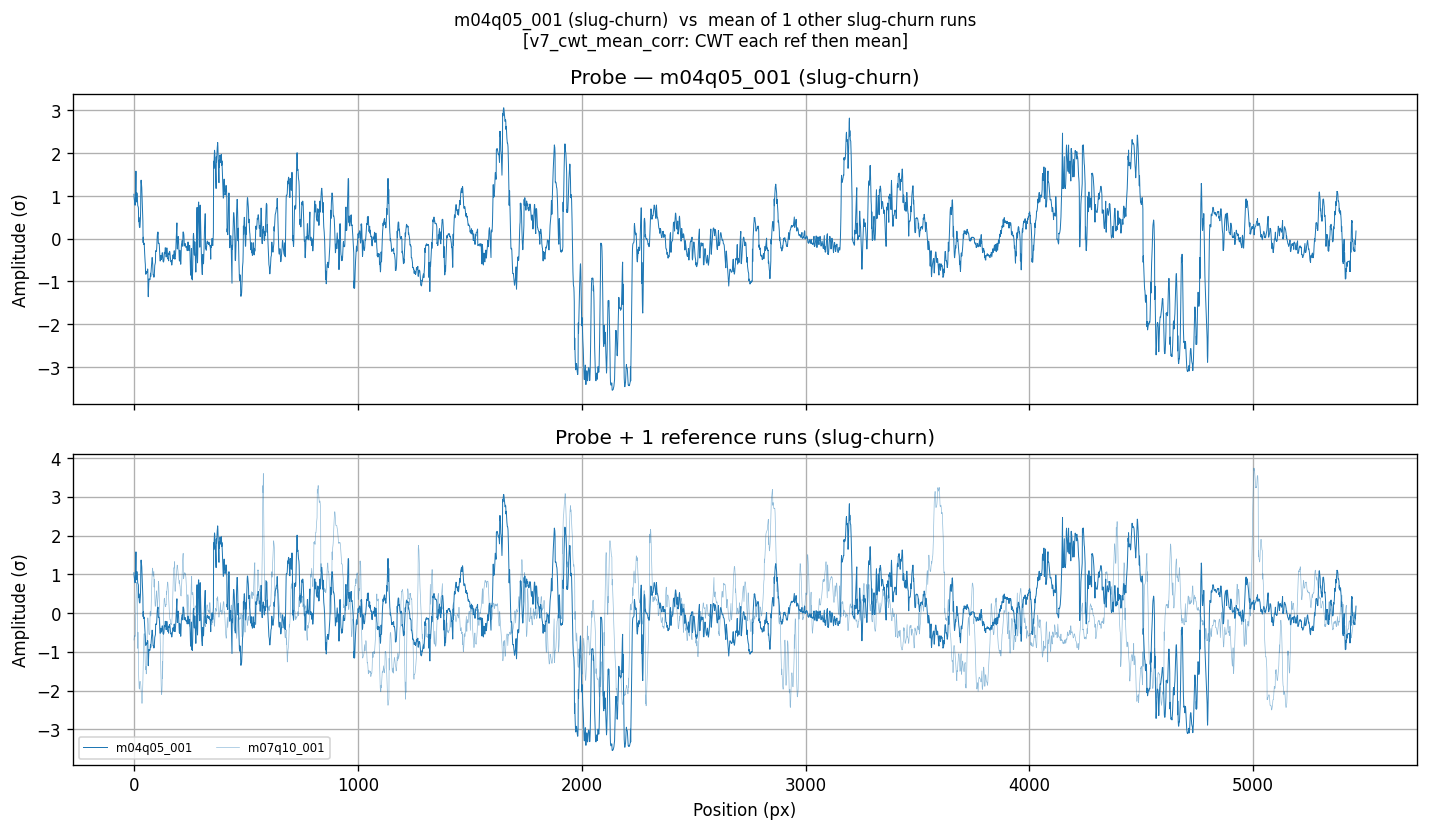 m04q05_001 (slug-churn)  vs  mean of 1 other slug-churn runs
[v7_cwt_mean_corr: CWT each ref then mean]
Probe — m04q05_001 (slug-churn)
Amplitude (σ)
3
2
1
0
−1
−2
−3
Probe + 1 reference runs (slug-churn)
Amplitude (σ)
4
3
2
1
0
−1
−2
−3
m04q05_001
m07q10_001
0
1000
2000
3000
4000
5000
Position (px)